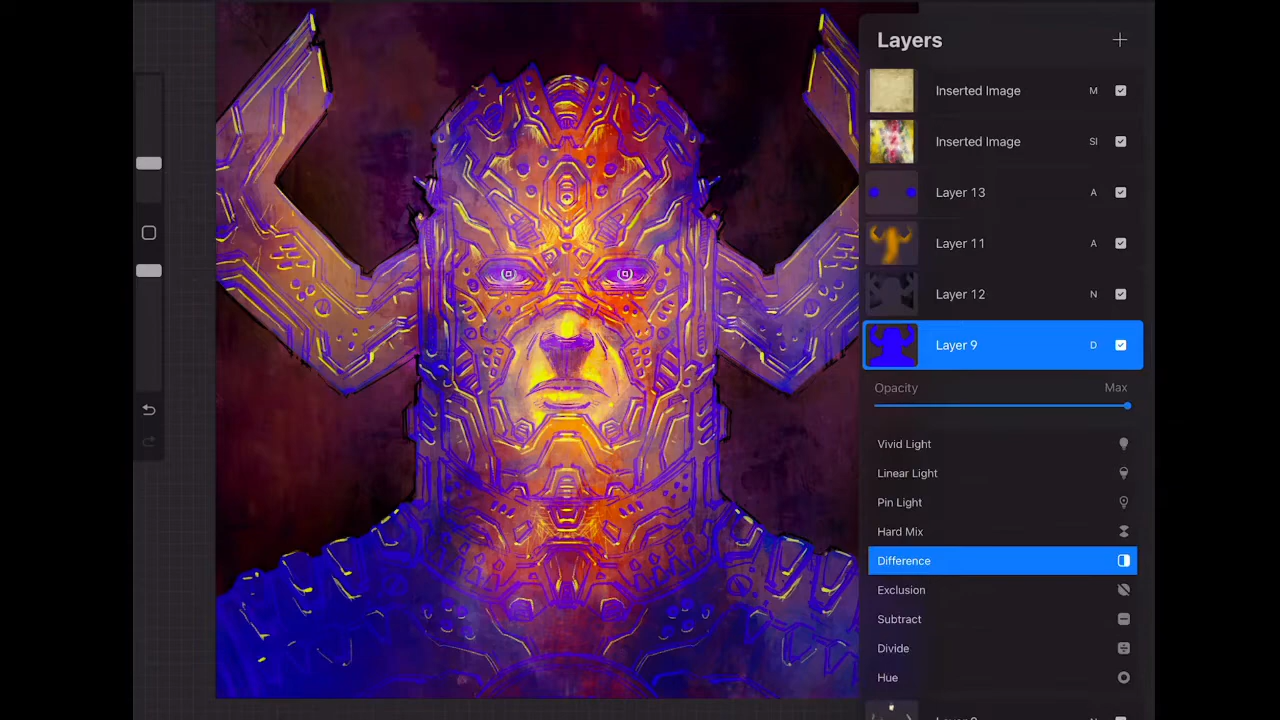 Layers
Inserted Image M
Inserted Image SI
Layer 13 A
Layer 11 A
Layer 12 N
Layer 9 D
Opacity Max
Vivid Light
Linear Light
Pin Light
Hard Mix
Difference
Exclusion
Subtract
Divide
Hue